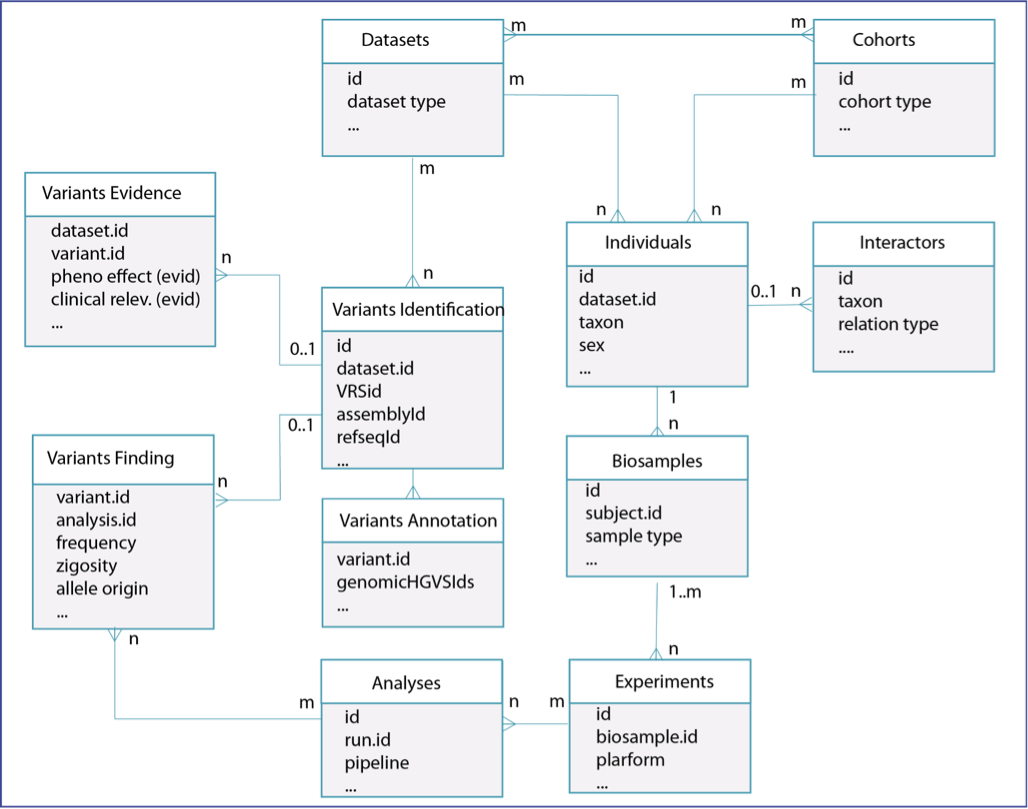 Datasets
id
dataset type
...
m
m
Cohorts
id
cohort type
...
m
m
m
n
n
n
Variants Evidence
dataset.id
variant.id
pheno effect (evid)
clinical relev. (evid)
...
n
0..1
Variants Identification
id
dataset.id
VRSid
assemblyId
refseqId
...
0..1
Individuals
id
dataset.id
taxon
sex
...
0..1 n
Interactors
id
taxon
relation type
....
1
n
Variants Finding
variant.id
analysis.id
frequency
zigosity
allele origin
...
n
n
Variants Annotation
variant.id
genomicHGVSIds
...
Biosamples
id
subject.id
sample type
...
1..m
n
Analyses
id
run.id
pipeline
...
m
n m
Experiments
id
biosample.id
plarform
...